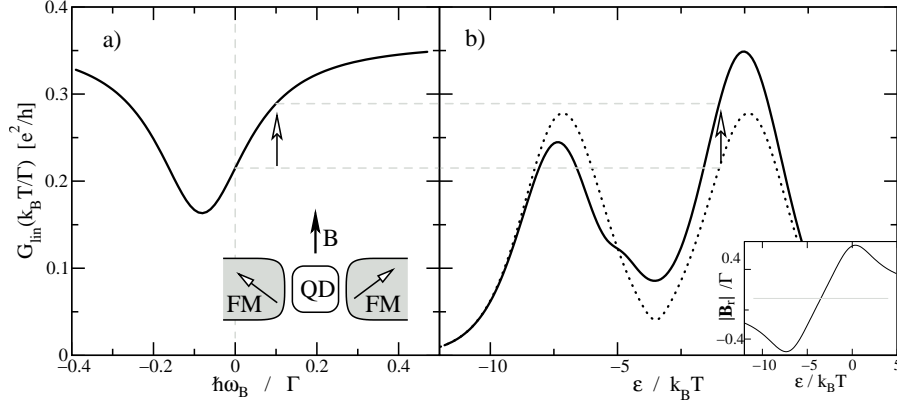 a)
b)
0.4
0.3
0.2
0.1
0
G_lin(k_BT/Γ) [e²/h]
−0.4
−0.2
0
0.2
0.4
ħω_B / Γ
B
FM
QD
FM
−10
−5
−10
−5
0
5
ε / k_BT
0.4
−0.4
|B_r| /Γ
ε / k_BT